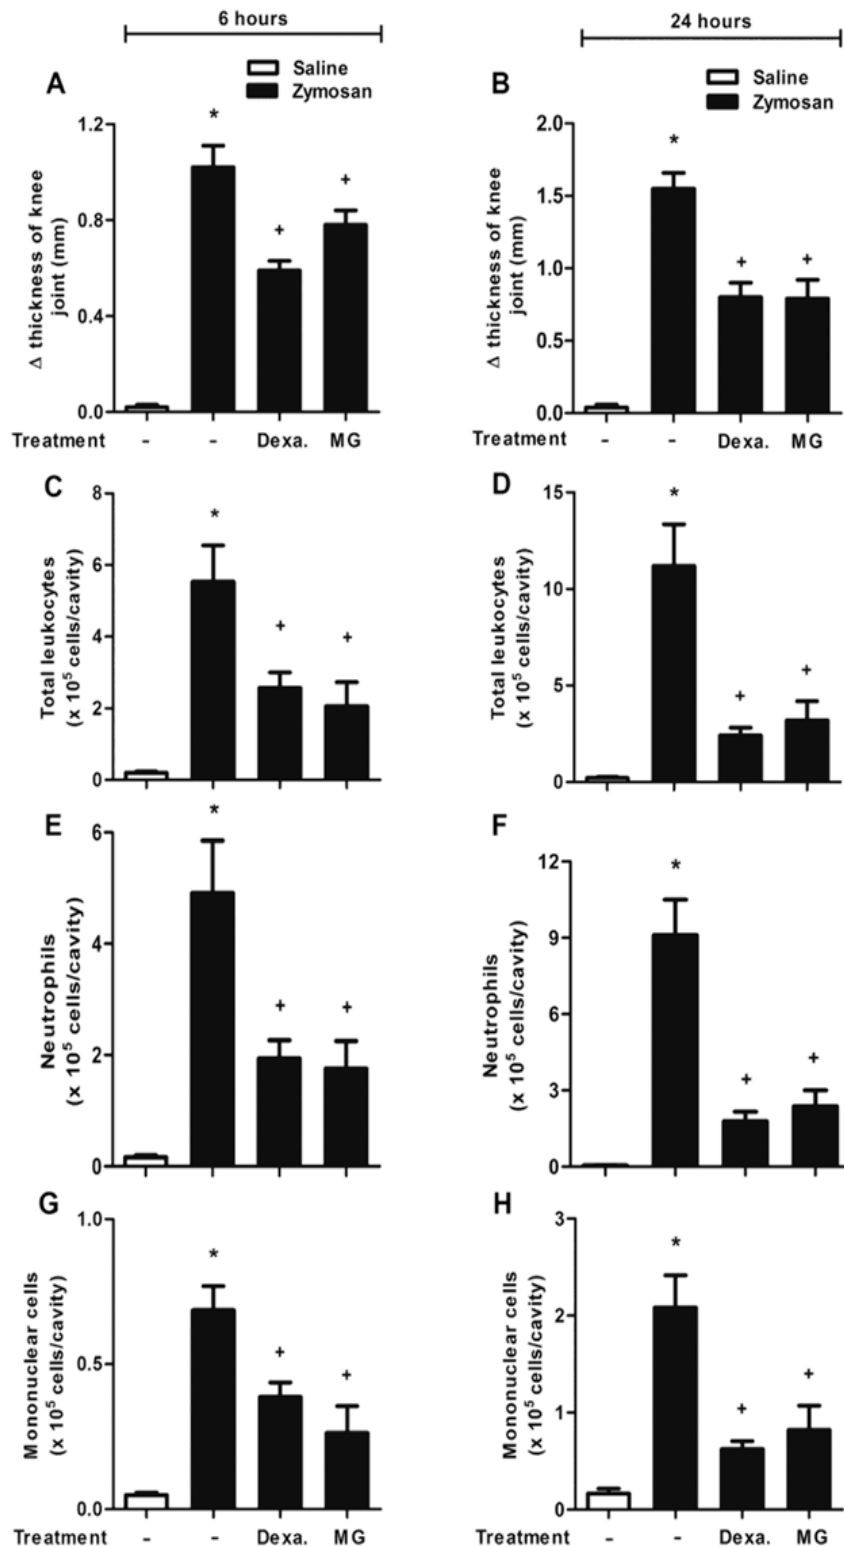 6 hours
24 hours
A
Saline
Zymosan
Δ thickness of knee
joint (mm)
1.2
0.8
0.4
0.0
*
+
+
Treatment - - Dexa. MG
B
Saline
Zymosan
Δ thickness of knee
joint (mm)
2.0
1.5
1.0
0.5
0.0
*
+
+
Treatment - - Dexa. MG
C
Total leukocytes
(x 10⁵ cells/cavity)
8
6
4
2
0
*
+
+
D
Total leukocytes
(x 10⁵ cells/cavity)
15
10
5
0
*
+
+
E
Neutrophils
(x 10⁵ cells/cavity)
6
4
2
0
*
+
+
F
Neutrophils
(x 10⁵ cells/cavity)
12
9
6
3
0
*
+
+
G
Mononuclear cells
(x 10⁵ cells/cavity)
1.0
0.5
0.0
*
+
+
Treatment - - Dexa. MG
H
Mononuclear cells
(x 10⁵ cells/cavity)
3
2
1
0
*
+
+
Treatment - - Dexa. MG